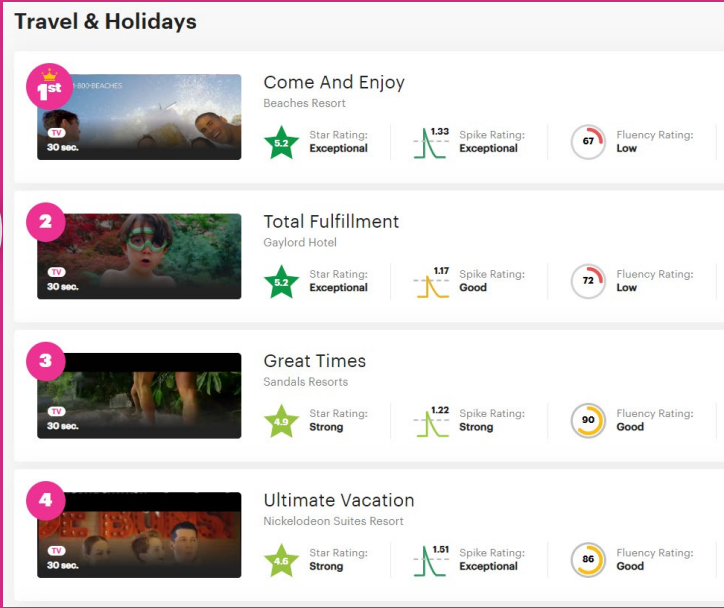 Travel & Holidays
1st
-800-BEACHES
TV
30 sec.
Come And Enjoy
Beaches Resort
5.2
Star Rating:
Exceptional
1.33
Spike Rating:
Exceptional
67
Fluency Rating:
Low
2
TV
30 sec.
Total Fulfillment
Gaylord Hotel
5.2
Star Rating:
Exceptional
1.17
Spike Rating:
Good
72
Fluency Rating:
Low
3
TV
30 sec.
Great Times
Sandals Resorts
4.9
Star Rating:
Strong
1.22
Spike Rating:
Strong
90
Fluency Rating:
Good
4
TV
30 sec.
Ultimate Vacation
Nickelodeon Suites Resort
4.6
Star Rating:
Strong
1.51
Spike Rating:
Exceptional
86
Fluency Rating:
Good